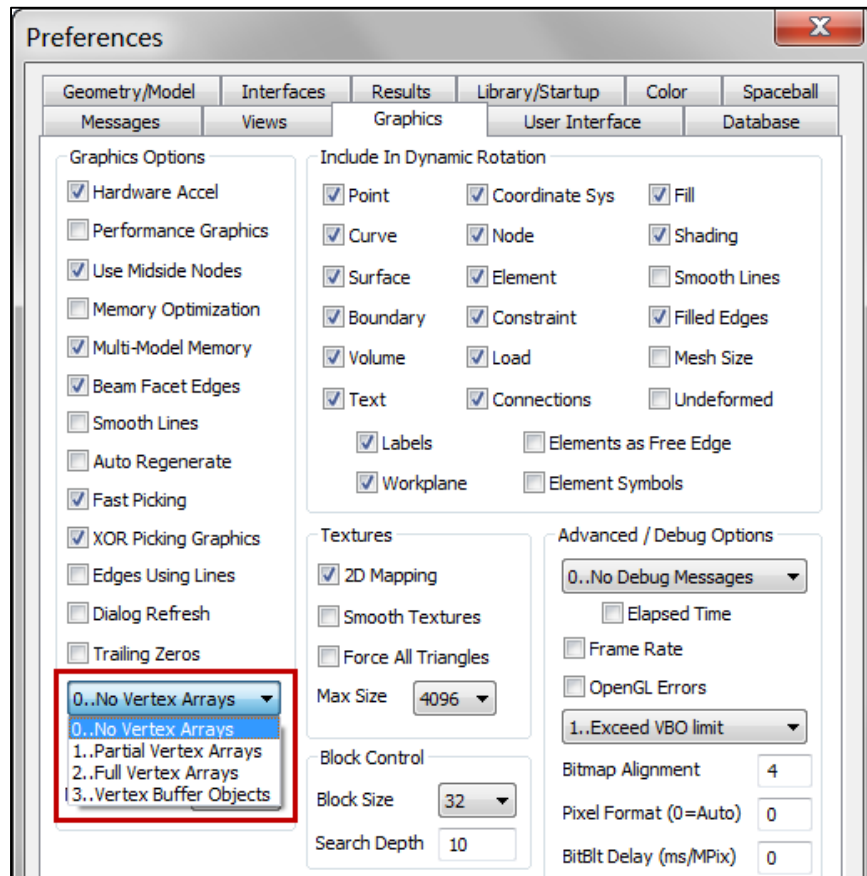 Preferences
X
Geometry/Model Interfaces Results Library/Startup Color Spaceball
Messages Views Graphics User Interface Database
Graphics Options
Hardware Accel
Performance Graphics
Use Midside Nodes
Memory Optimization
Multi-Model Memory
Beam Facet Edges
Smooth Lines
Auto Regenerate
Fast Picking
XOR Picking Graphics
Edges Using Lines
Dialog Refresh
Trailing Zeros
0..No Vertex Arrays
0..No Vertex Arrays
1..Partial Vertex Arrays
2..Full Vertex Arrays
3..Vertex Buffer Objects
Include In Dynamic Rotation
Point Coordinate Sys Fill
Curve Node Shading
Surface Element Smooth Lines
Boundary Constraint Filled Edges
Volume Load Mesh Size
Text Connections Undeformed
Labels Elements as Free Edge
Workplane Element Symbols
Textures
2D Mapping
Smooth Textures
Force All Triangles
Max Size 4096
Block Control
Block Size 32
Search Depth 10
Advanced / Debug Options
0..No Debug Messages
Elapsed Time
Frame Rate
OpenGL Errors
1..Exceed VBO limit
Bitmap Alignment 4
Pixel Format (0=Auto) 0
BitBlt Delay (ms/MPix) 0